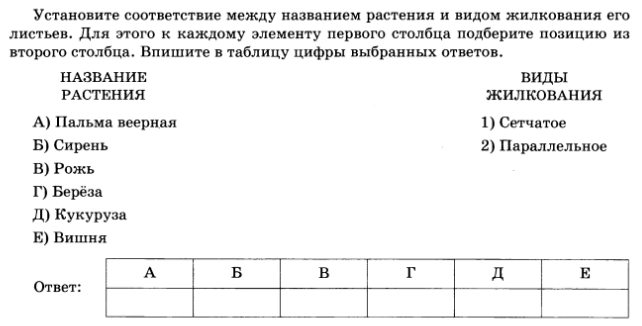 Установите соответствие между названием растения и видом жилкования его
листьев. Для этого к каждому элементу первого столбца подберите позицию из
второго столбца. Впишите в таблицу цифры выбранных ответов.
НАЗВАНИЕ
РАСТЕНИЯ
ВИДЫ
ЖИЛКОВАНИЯ
А) Пальма веерная
1) Сетчатое
Б) Сирень
2) Параллельное
В) Рожь
Г) Берёза
Д) Кукуруза
Е) Вишня
Ответ:
А Б В Г Д Е